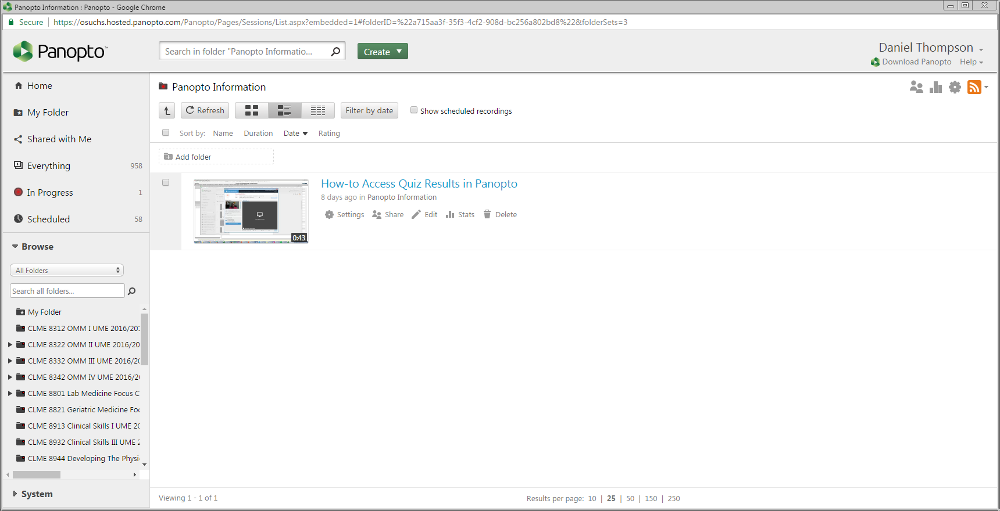 Panopto Information : Panopto - Google Chrome
Secure | https://osuchs.hosted.panopto.com/Panopto/Pages/Sessions/List.aspx?embedded=1#folderID=%22a715aa3f-35f3-4cf2-908d-bc256a802bd8%22&folderSets=3
Panopto™
Search in folder "Panopto Informatio...
Create
Daniel Thompson
Download Panopto
Help
Home
My Folder
Shared with Me
Everything 958
In Progress 1
Scheduled 58
Browse
All Folders
Search all folders...
My Folder
CLME 8312 OMM I UME 2016/201
CLME 8322 OMM II UME 2016/20
CLME 8332 OMM III UME 2016/20
CLME 8342 OMM IV UME 2016/20
CLME 8801 Lab Medicine Focus C
CLME 8821 Geriatric Medicine Foc
CLME 8913 Clinical Skills I UME 20
CLME 8932 Clinical Skills III UME 2
CLME 8944 Developing The Physi
System
Panopto Information
Refresh
Filter by date
Show scheduled recordings
Sort by: Name Duration Date Rating
Add folder
0:43
How-to Access Quiz Results in Panopto
8 days ago in Panopto Information
Settings Share Edit Stats Delete
Viewing 1 - 1 of 1
Results per page: 10 | 25 | 50 | 150 | 250